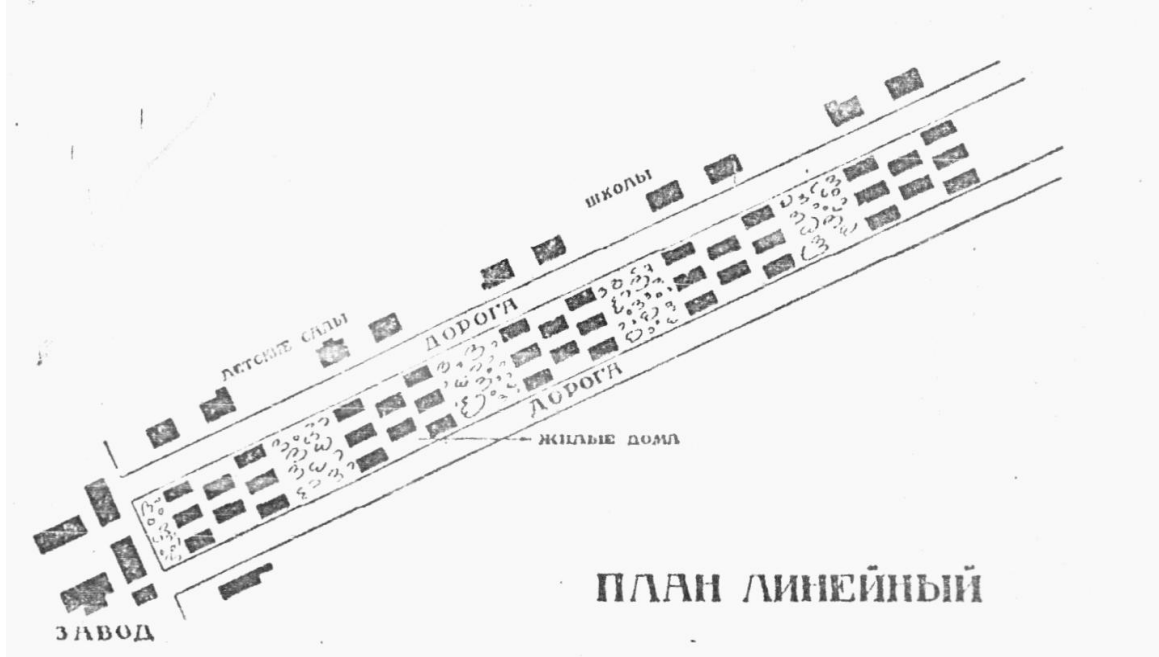 ШКОЛЫ
ДЕТСКИЕ САДЫ
ДОРОГА
ДОРОГА
ЖИЛЫЕ ДОМА
ПЛАН ЛИНЕЙНЫЙ
ЗАВОД